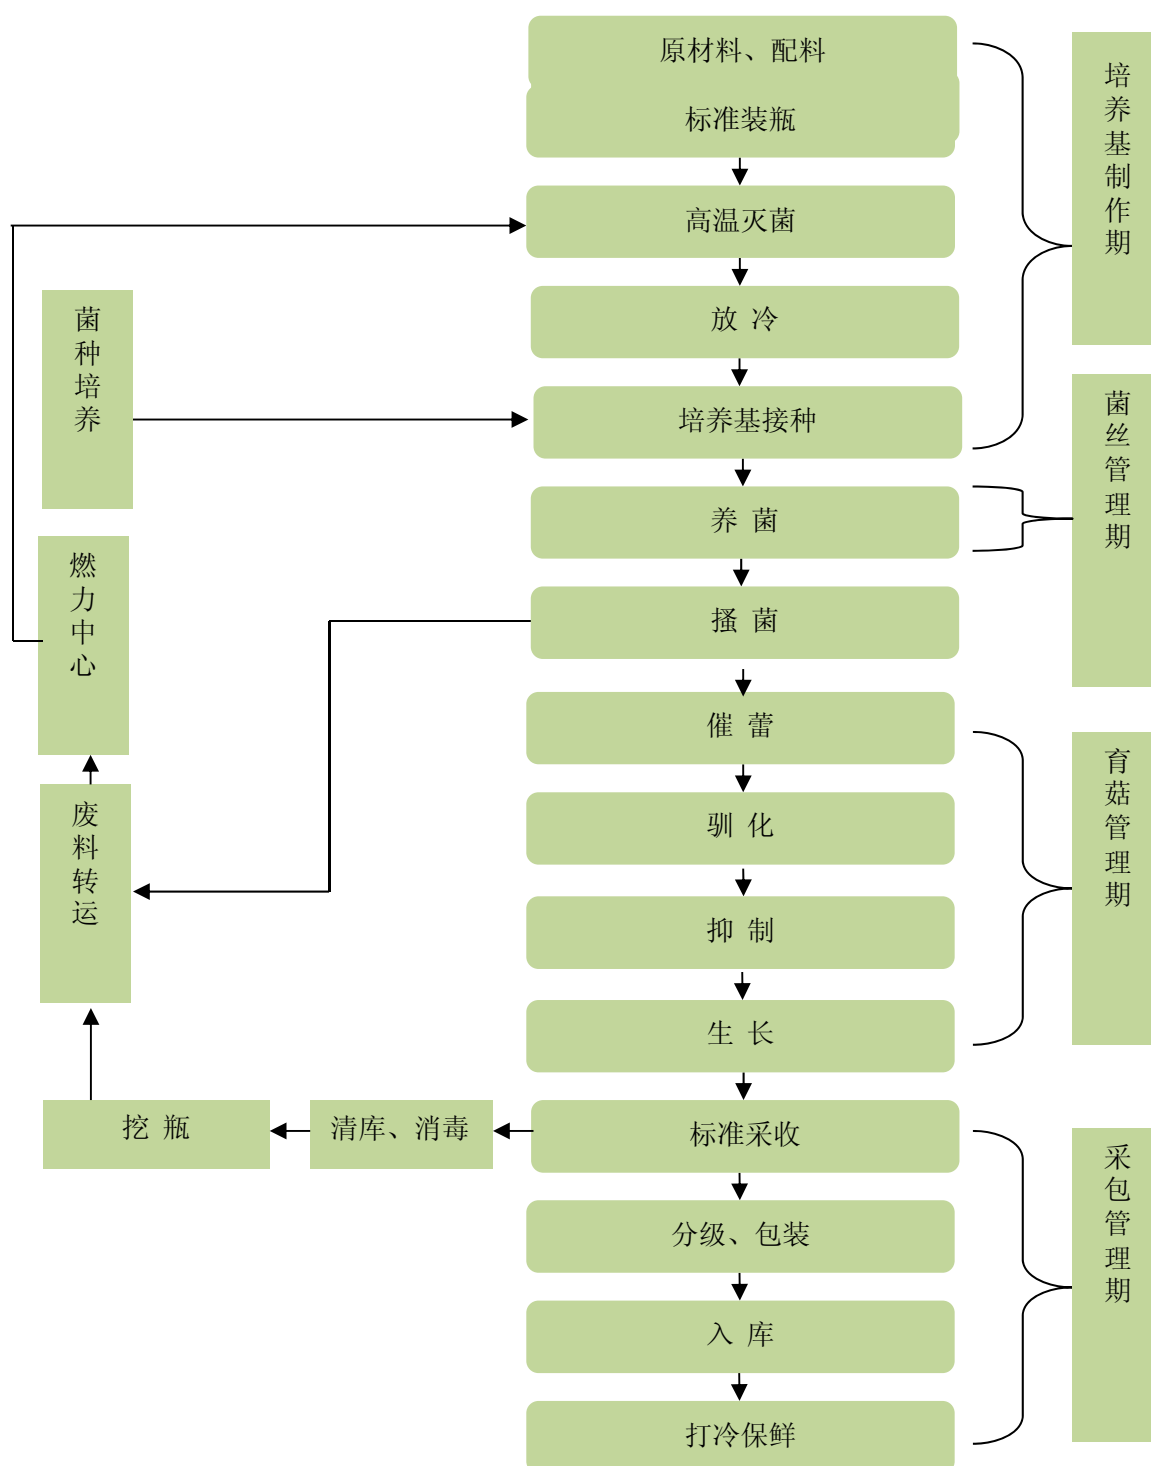 原材料、配料
标准装瓶
高温灭菌
放 冷
培养基接种
养 菌
搔 菌
催 蕾
驯 化
抑 制
生 长
标准采收
分级、包装
入 库
打冷保鲜
菌种培养
燃力中心
废料转运
挖 瓶
清库、消毒
培养基制作期
菌丝管理期
育菇管理期
采包管理期